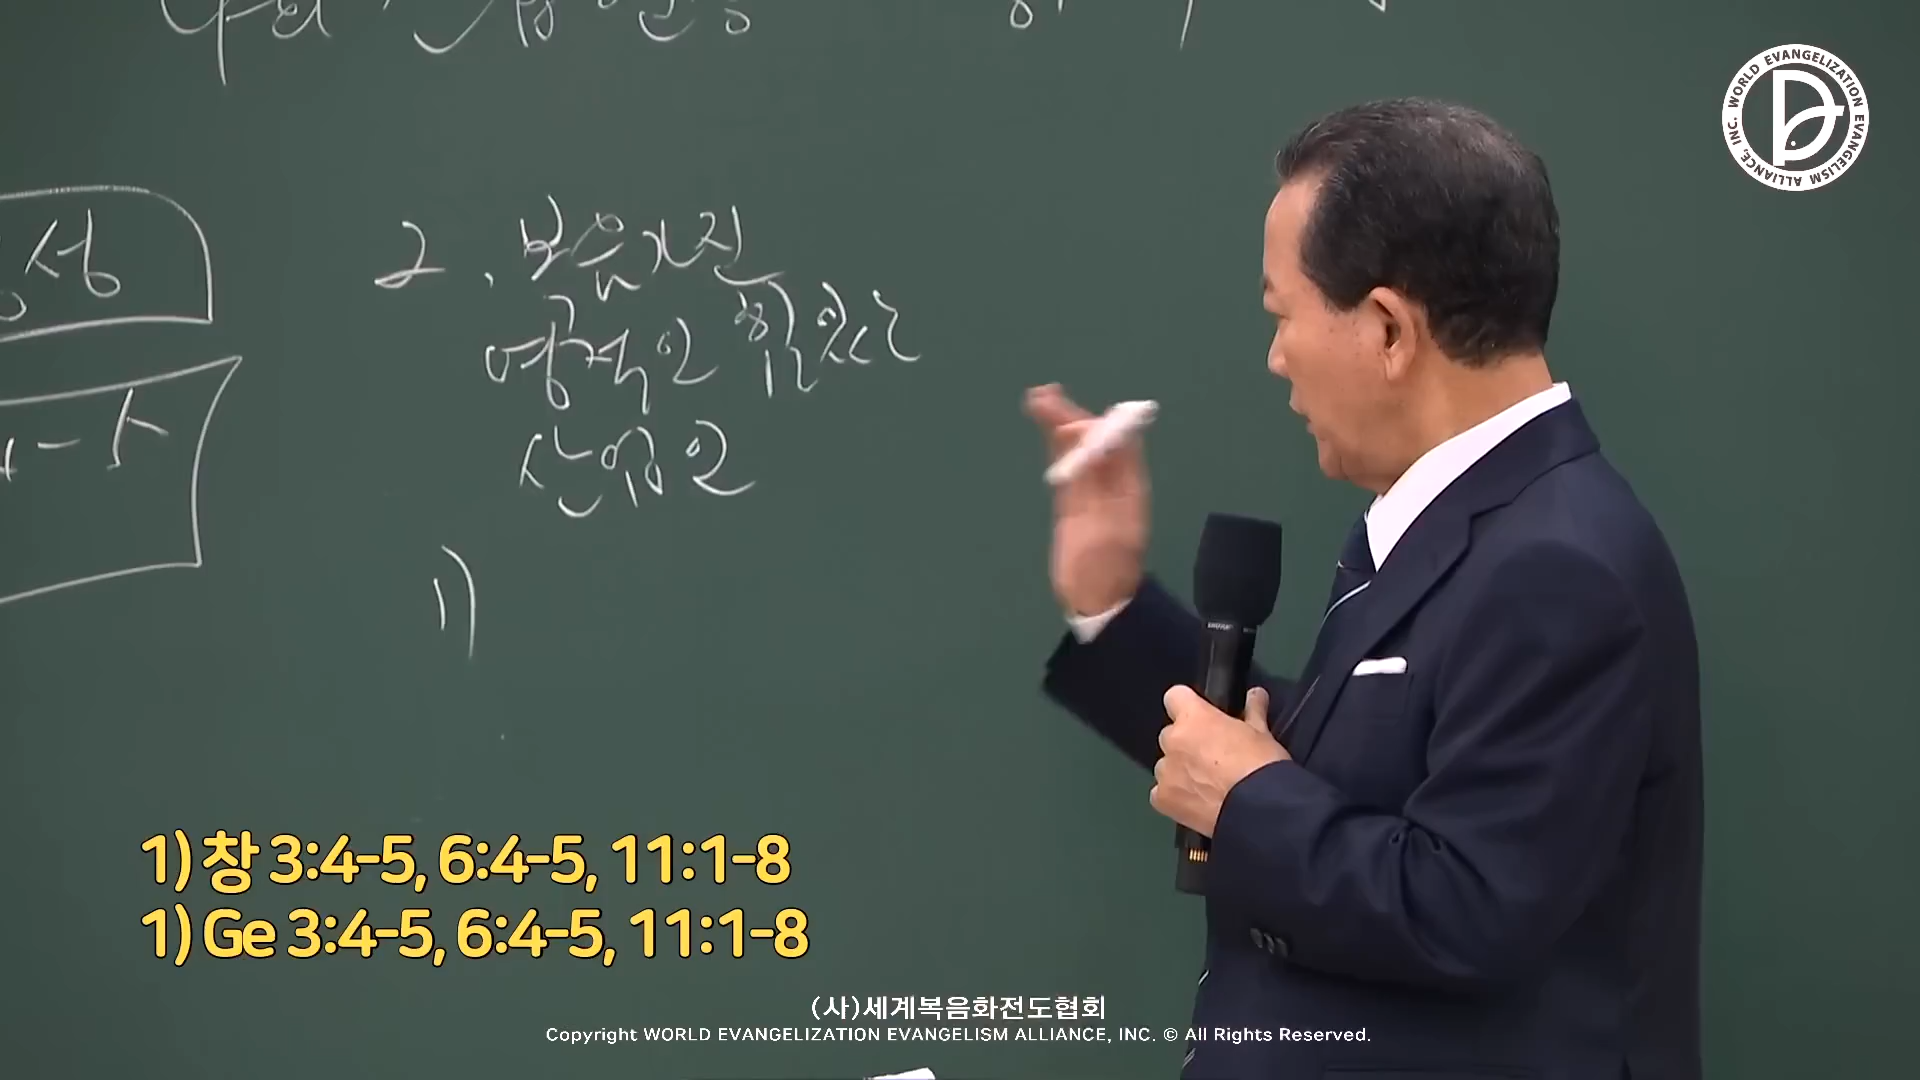 WORLD EVANGELIZATION EVANGELISM ALLIANCE, INC.
성
2. 복음가진
영적인 힘있는
산업인
1)
1) 창 3:4-5, 6:4-5, 11:1-8
1) Ge 3:4-5, 6:4-5, 11:1-8
(사)세계복음화전도협회
Copyright WORLD EVANGELIZATION EVANGELISM ALLIANCE, INC. © All Rights Reserved.